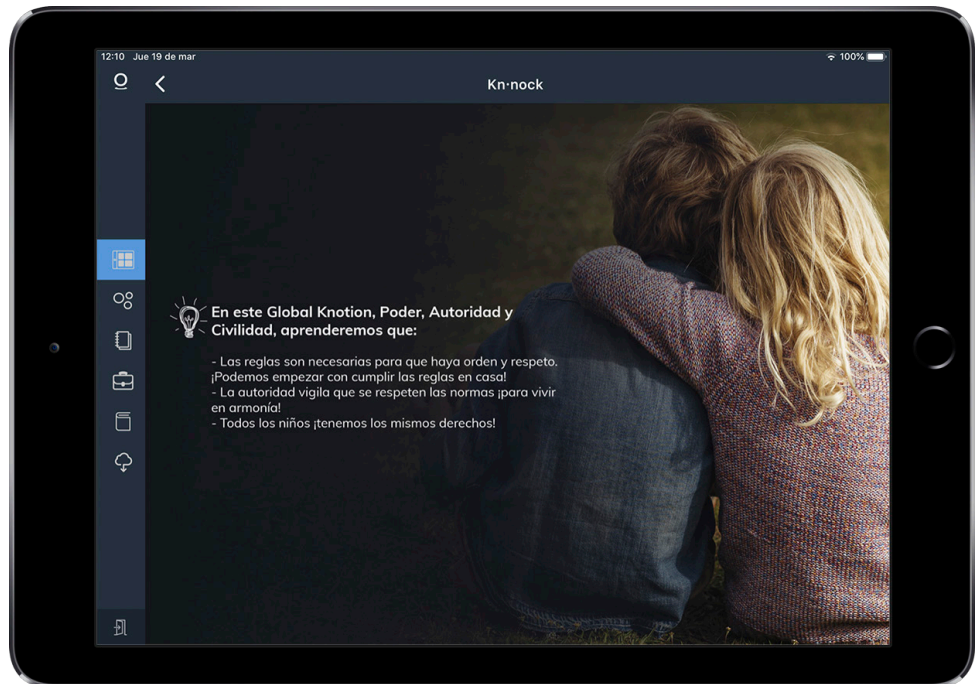 12:10 Jue 19 de mar
100%
Kn·nock
En este Global Knotion, Poder, Autoridad y
Civilidad, aprenderemos que:
- Las reglas son necesarias para que haya orden y respeto.
¡Podemos empezar con cumplir las reglas en casa!
- La autoridad vigila que se respeten las normas ¡para vivir
en armonía!
- Todos los niños ¡tenemos los mismos derechos!